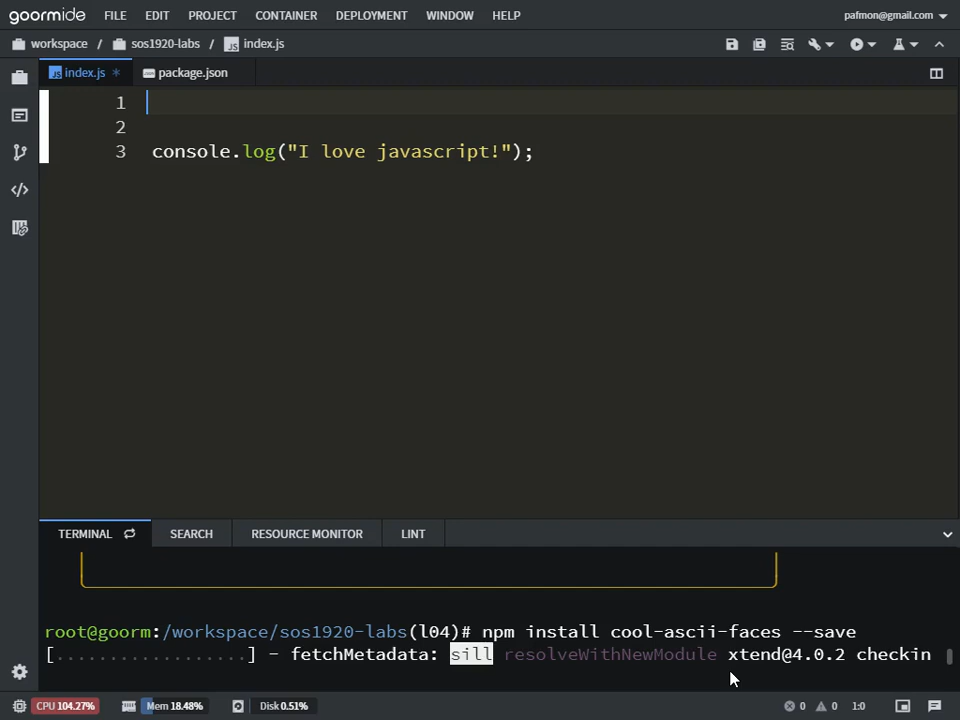 goormide FILE EDIT PROJECT CONTAINER DEPLOYMENT WINDOW HELP pafmon@gmail.com
workspace / sos1920-labs / JS index.js
JS index.js * package.json
1
2
3 console.log("I love javascript!");
TERMINAL SEARCH RESOURCE MONITOR LINT
root@goorm:/workspace/sos1920-labs(l04)# npm install cool-ascii-faces --save
[..................] - fetchMetadata: sill resolveWithNewModule xtend@4.0.2 checkin
CPU 104.27% Mem 18.48% Disk 0.51% 0 0 1:0